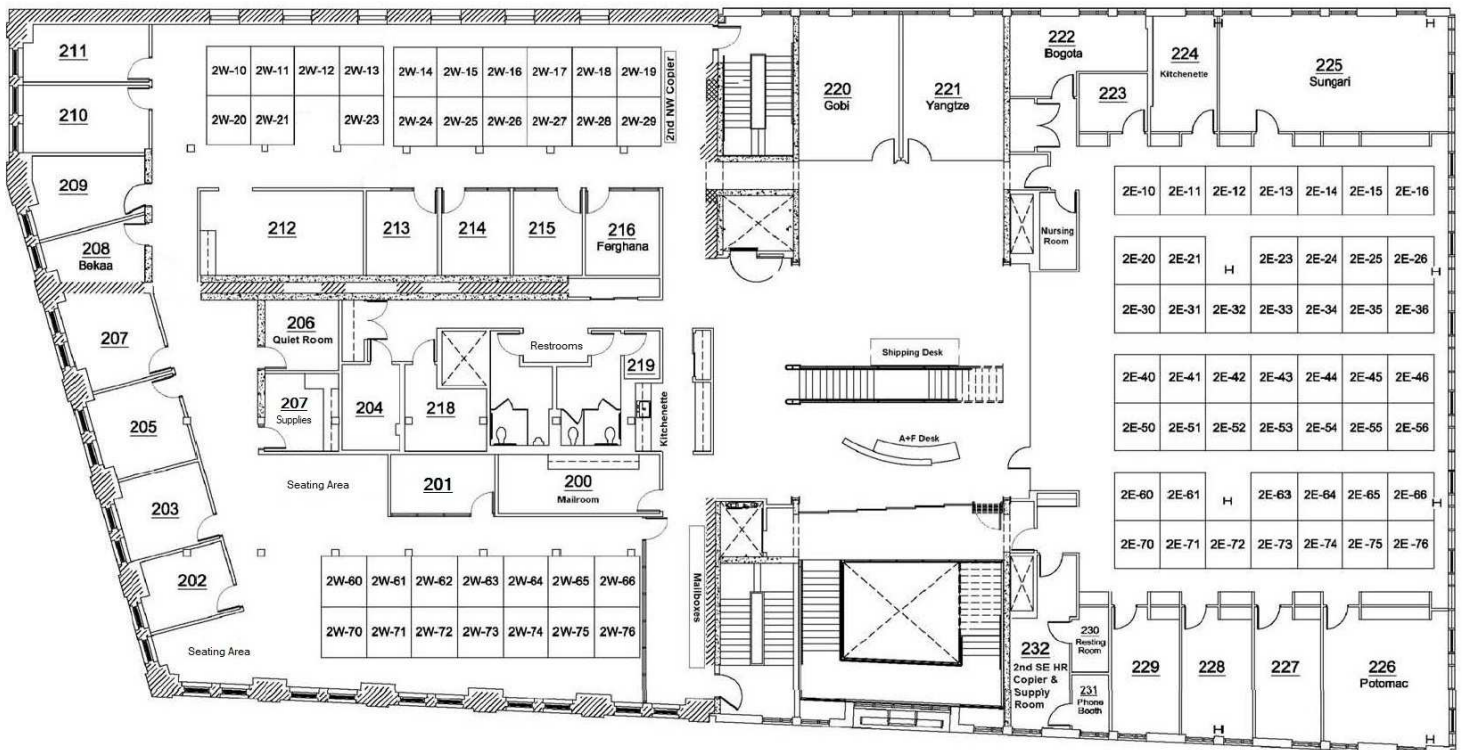 211
210
209
208
Bekaa
207
205
203
202
Seating Area
2W-10 2W-11 2W-12 2W-13 2W-14 2W-15 2W-16 2W-17 2W-18 2W-19
2W-20 2W-21 2W-23 2W-24 2W-25 2W-26 2W-27 2W-28 2W-29
2nd NW Copier
212
213
214
215
216
Ferghana
206
Quiet Room
207
Supplies
204
218
Restrooms
219
Kitchenette
Seating Area
201
200
Mailroom
2W-60 2W-61 2W-62 2W-63 2W-64 2W-65 2W-66
2W-70 2W-71 2W-72 2W-73 2W-74 2W-75 2W-76
Mailboxes
220
Gobi
221
Yangtze
222
Bogota
223
224
Kitchenette
225
Sungari
Nursing
Room
Shipping Desk
A+F Desk
2E-10 2E-11 2E-12 2E-13 2E-14 2E-15 2E-16
2E-20 2E-21 2E-23 2E-24 2E-25 2E-26
2E-30 2E-31 2E-32 2E-33 2E-34 2E-35 2E-36
2E-40 2E-41 2E-42 2E-43 2E-44 2E-45 2E-46
2E-50 2E-51 2E-52 2E-53 2E-54 2E-55 2E-56
2E-60 2E-61 2E-63 2E-64 2E-65 2E-66
2E-70 2E-71 2E-72 2E-73 2E-74 2E-75 2E-76
232
2nd SE HR
Copier &
Supply
Room
230
Resting
Room
231
Phone
Booth
229
228
227
226
Potomac